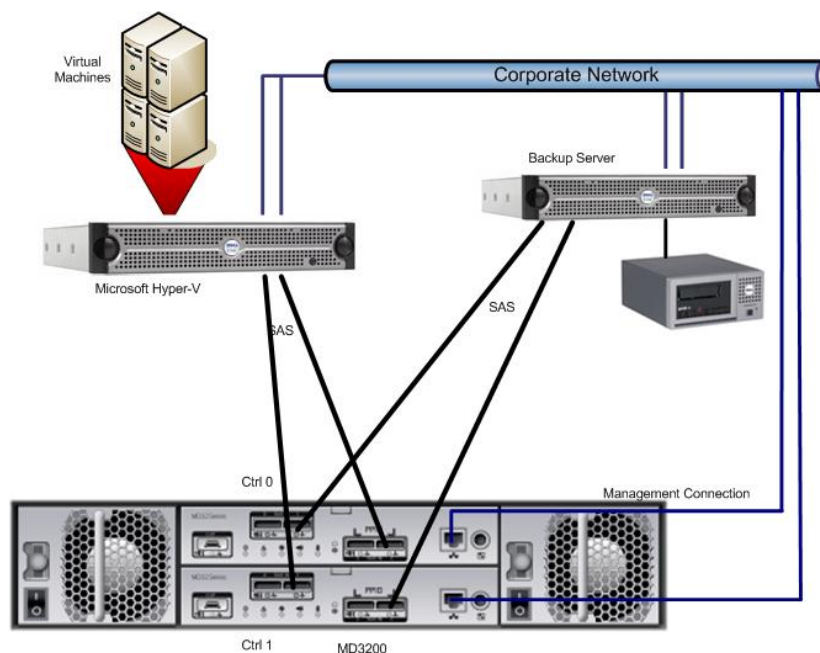 Virtual
Machines
Corporate Network
Backup Server
Microsoft Hyper-V
SAS
SAS
Ctrl 0
Management Connection
Ctrl 1
MD3200